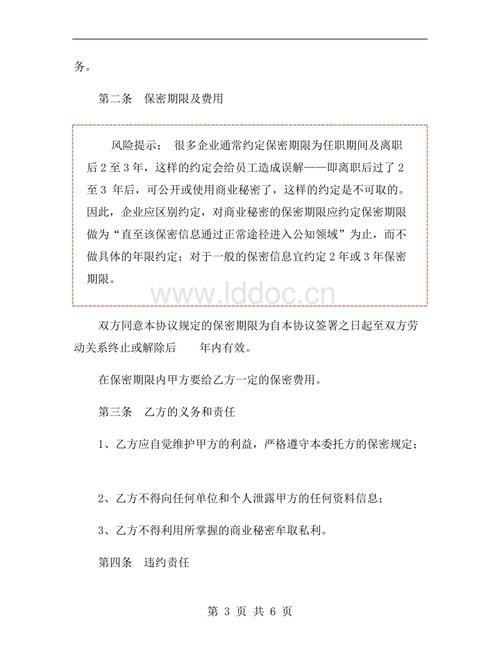 务。
第二条　保密期限及费用
风险提示： 很多企业通常约定保密期限为任职期间及离职
后 2 至 3 年，这样的约定会给员工造成误解——即离职后过了 2
至 3 年后，可公开或使用商业秘密了，这样的约定是不可取的。
因此，企业应区别约定，对商业秘密的保密期限应约定保密期限
做为“直至该保密信息通过正常途径进入公知领域”为止，而不
做具体的年限约定；对于一般的保密信息宜约定 2 年或 3 年保密
期限。
www.lddoc.cn
双方同意本协议规定的保密期限为自本协议签署之日起至双方劳
动关系终止或解除后　　年内有效。
在保密期限内甲方要给乙方一定的保密费用。
第三条　乙方的义务和责任
1、乙方应自觉维护甲方的利益，严格遵守本委托方的保密规定；
2、乙方不得向任何单位和个人泄露甲方的任何资料信息；
3、乙方不得利用所掌握的商业秘密牟取私利。
第四条　违约责任
第 3 页 共 6 页